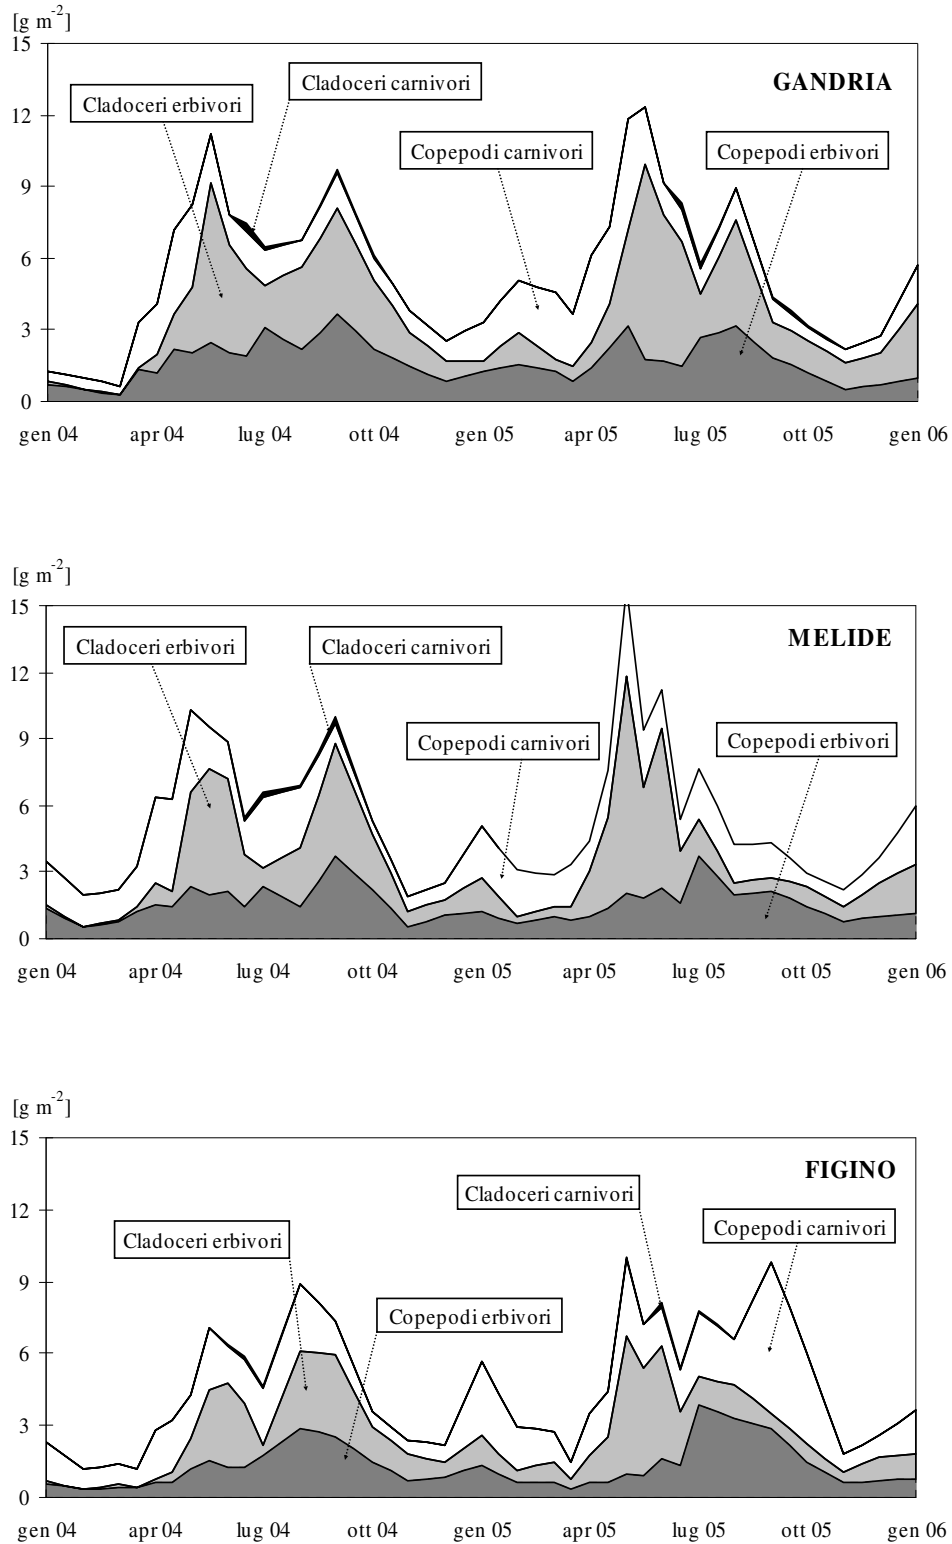 [g m-2]
15
GANDRIA
Cladoceri carnivori
Cladoceri erbivori
12
Copepodi carnivori
Copepodi erbivori
9
6
3
0
gen 04 apr 04 lug 04 ott 04 gen 05 apr 05 lug 05 ott 05 gen 06
[g m-2]
15
MELIDE
Cladoceri erbivori
Cladoceri carnivori
12
Copepodi carnivori
Copepodi erbivori
9
6
3
0
gen 04 apr 04 lug 04 ott 04 gen 05 apr 05 lug 05 ott 05 gen 06
[g m-2]
15
FIGINO
Cladoceri carnivori
12
Copepodi carnivori
Cladoceri erbivori
9
Copepodi erbivori
6
3
0
gen 04 apr 04 lug 04 ott 04 gen 05 apr 05 lug 05 ott 05 gen 06